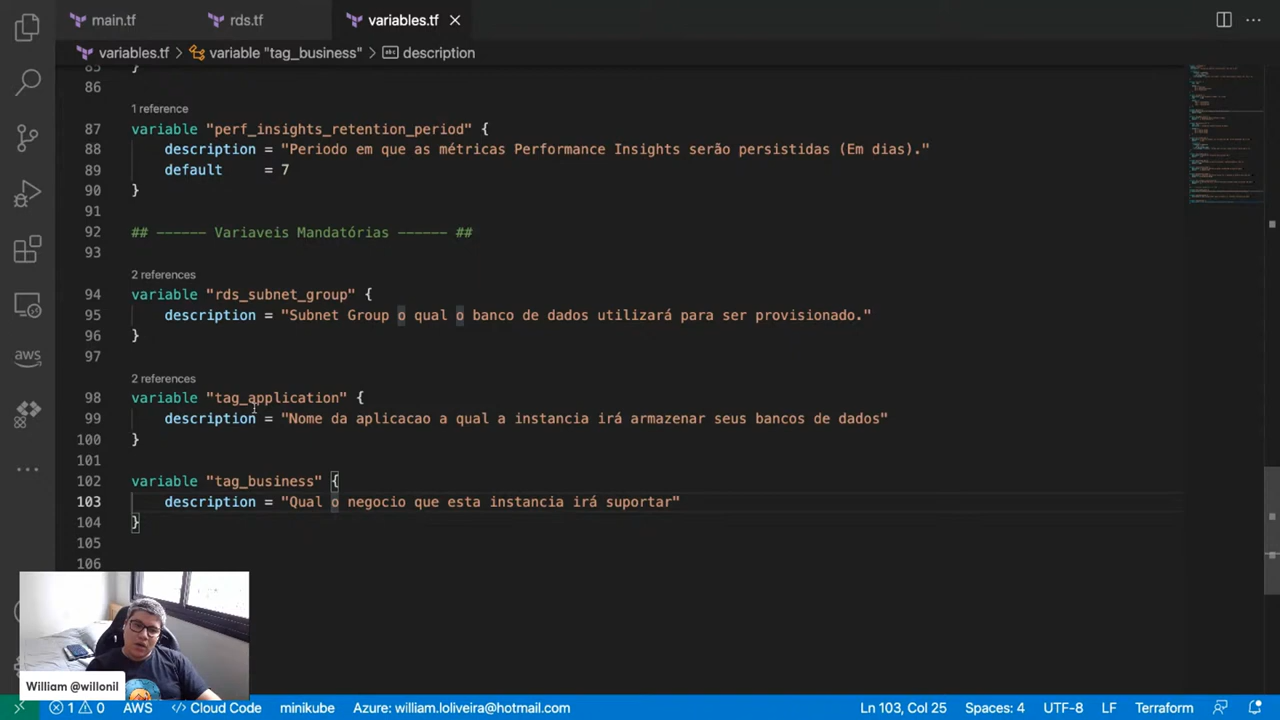 main.tf
rds.tf
variables.tf
variables.tf > variable "tag_business" > description
86
1 reference
87 variable "perf_insights_retention_period" {
88 description = "Periodo em que as métricas Performance Insights serão persistidas (Em dias)."
89 default = 7
90 }
91
92 ## ------ Variaveis Mandatórias ------ ##
93
2 references
94 variable "rds_subnet_group" {
95 description = "Subnet Group o qual o banco de dados utilizará para ser provisionado."
96 }
97
2 references
98 variable "tag_application" {
99 description = "Nome da aplicacao a qual a instancia irá armazenar seus bancos de dados"
100 }
101
102 variable "tag_business" {
103 description = "Qual o negocio que esta instancia irá suportar"
104 }
105
106
aws
William @willonil
1 0 AWS Cloud Code minikube Azure: william.loliveira@hotmail.com Ln 103, Col 25 Spaces: 4 UTF-8 LF Terraform